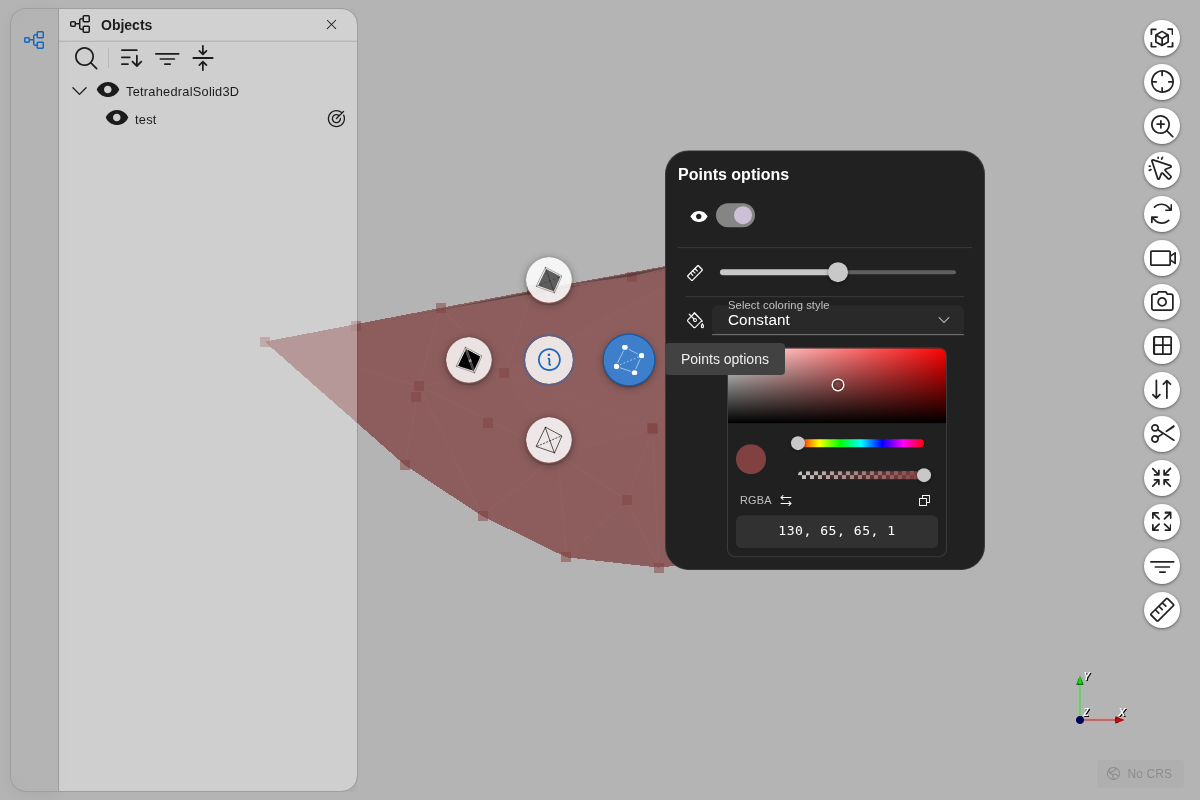 Objects
TetrahedralSolid3D
test
Points options
Select coloring style
Constant
Points options
RGBA
130, 65, 65, 1
Y
Z
X
No CRS